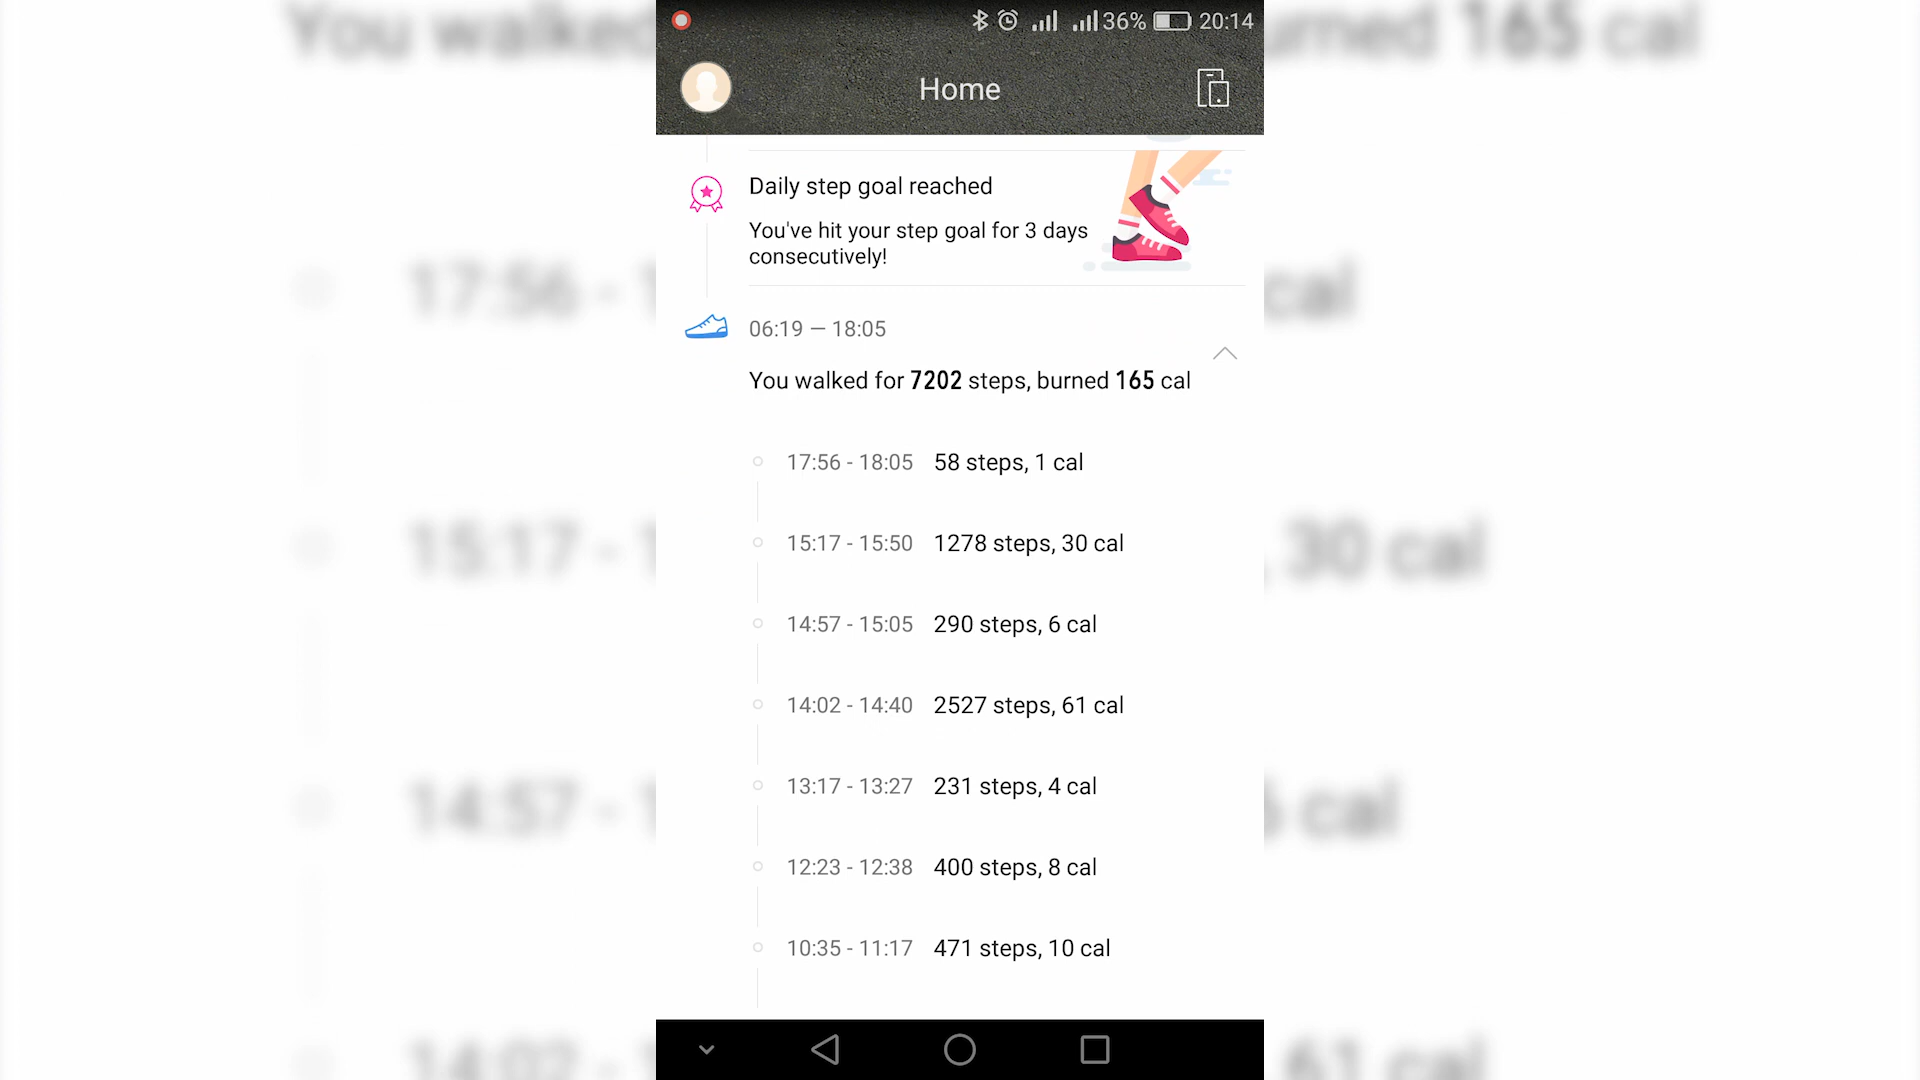 36% 20:14
Home
Daily step goal reached
You've hit your step goal for 3 days
consecutively!
06:19 — 18:05
You walked for 7202 steps, burned 165 cal
17:56 - 18:05 58 steps, 1 cal
15:17 - 15:50 1278 steps, 30 cal
14:57 - 15:05 290 steps, 6 cal
14:02 - 14:40 2527 steps, 61 cal
13:17 - 13:27 231 steps, 4 cal
12:23 - 12:38 400 steps, 8 cal
10:35 - 11:17 471 steps, 10 cal